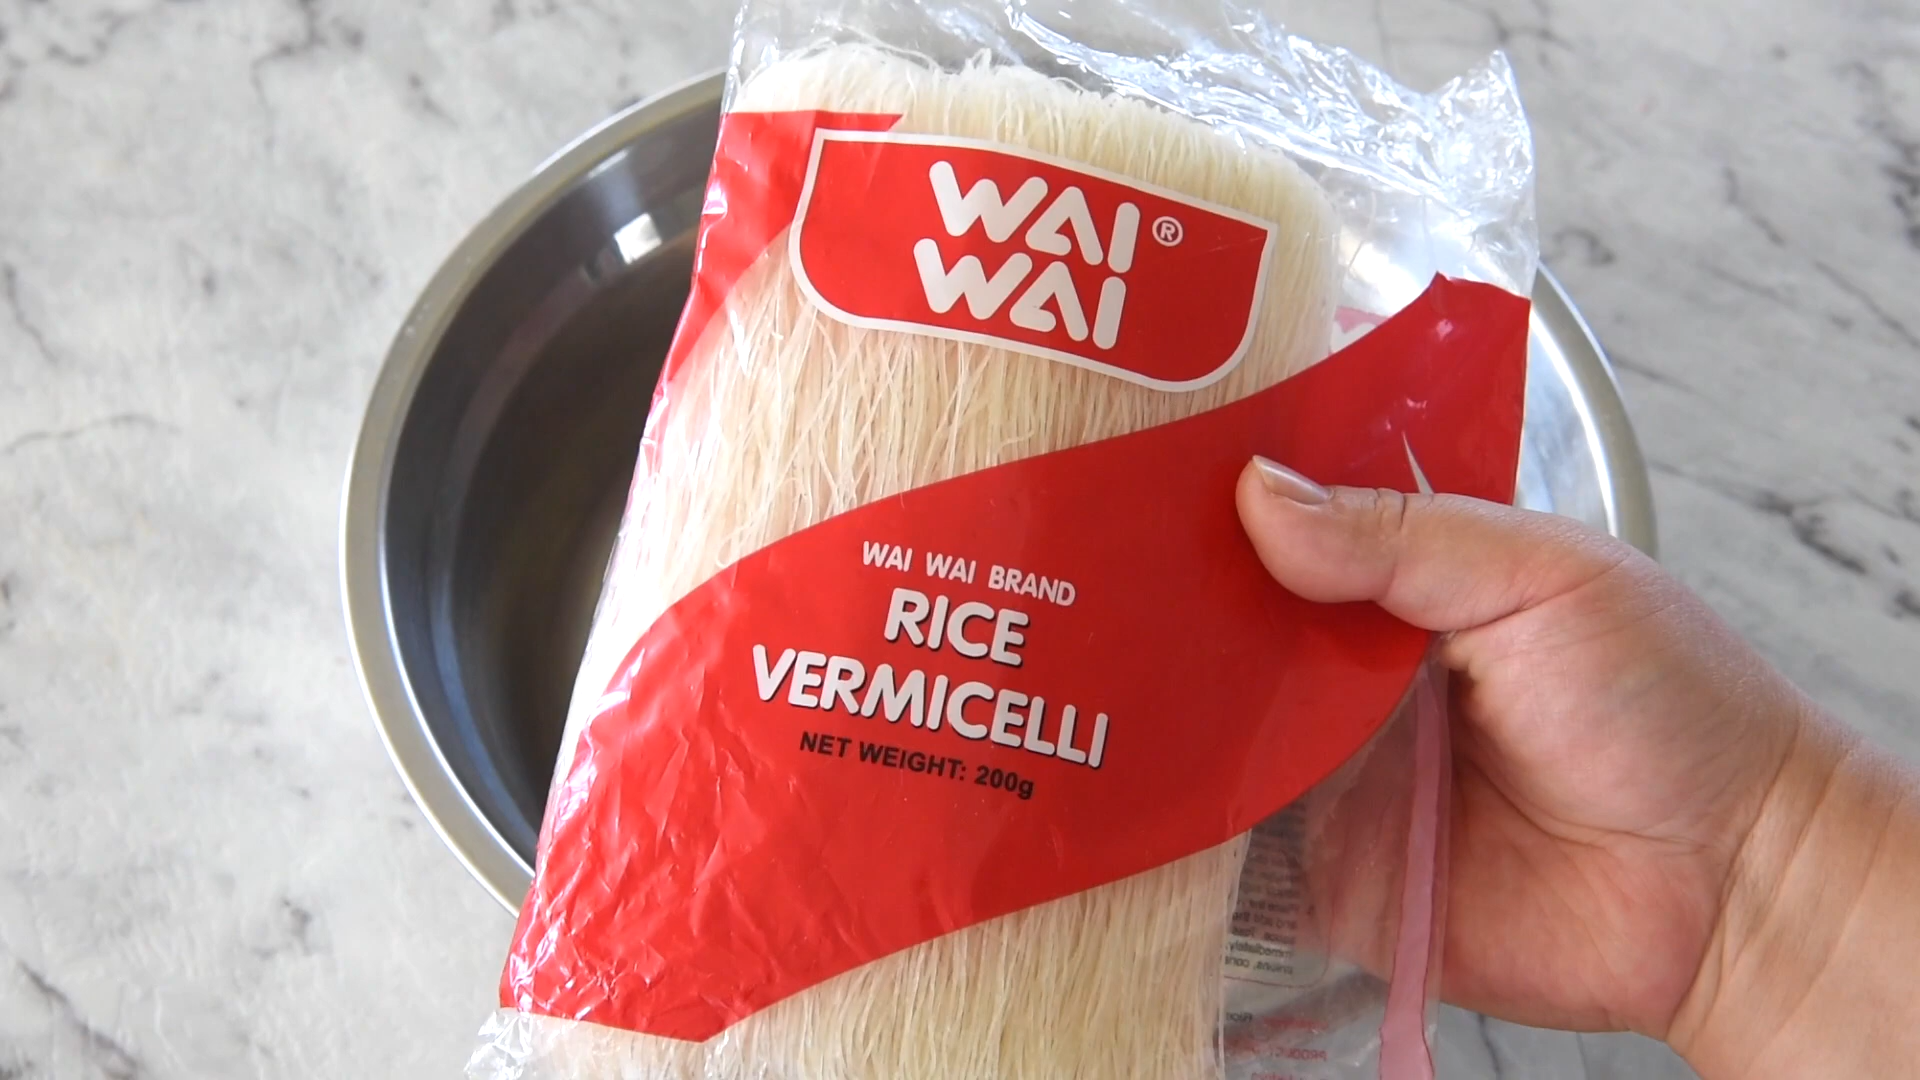 WAI®
WAI
WAI WAI BRAND
RICE
VERMICELLI
NET WEIGHT: 200g